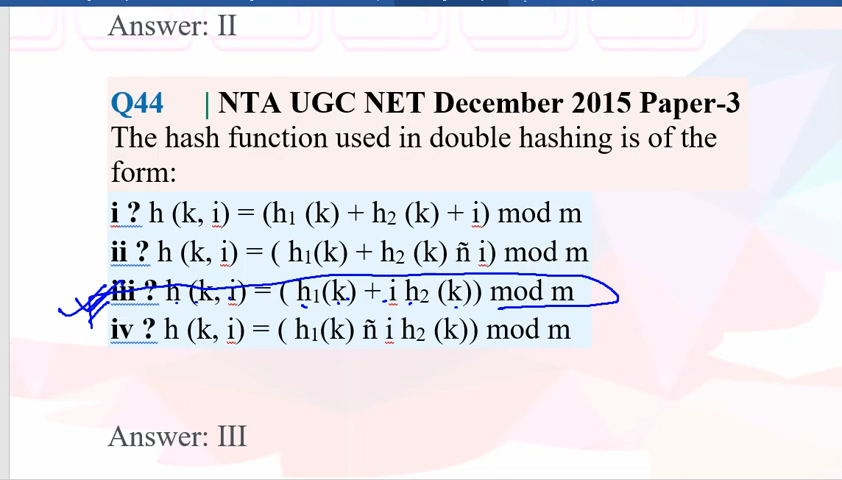 Answer: II
Q44 | NTA UGC NET December 2015 Paper-3
The hash function used in double hashing is of the
form:
i ? h (k, i) = (h₁ (k) + h₂ (k) + i) mod m
ii ? h (k, i) = ( h₁(k) + h₂ (k) ñ i) mod m
iii ? h (k, i) = ( h₁(k) + i h₂ (k)) mod m
iv ? h (k, i) = ( h₁(k) ñ i h₂ (k)) mod m
Answer: III